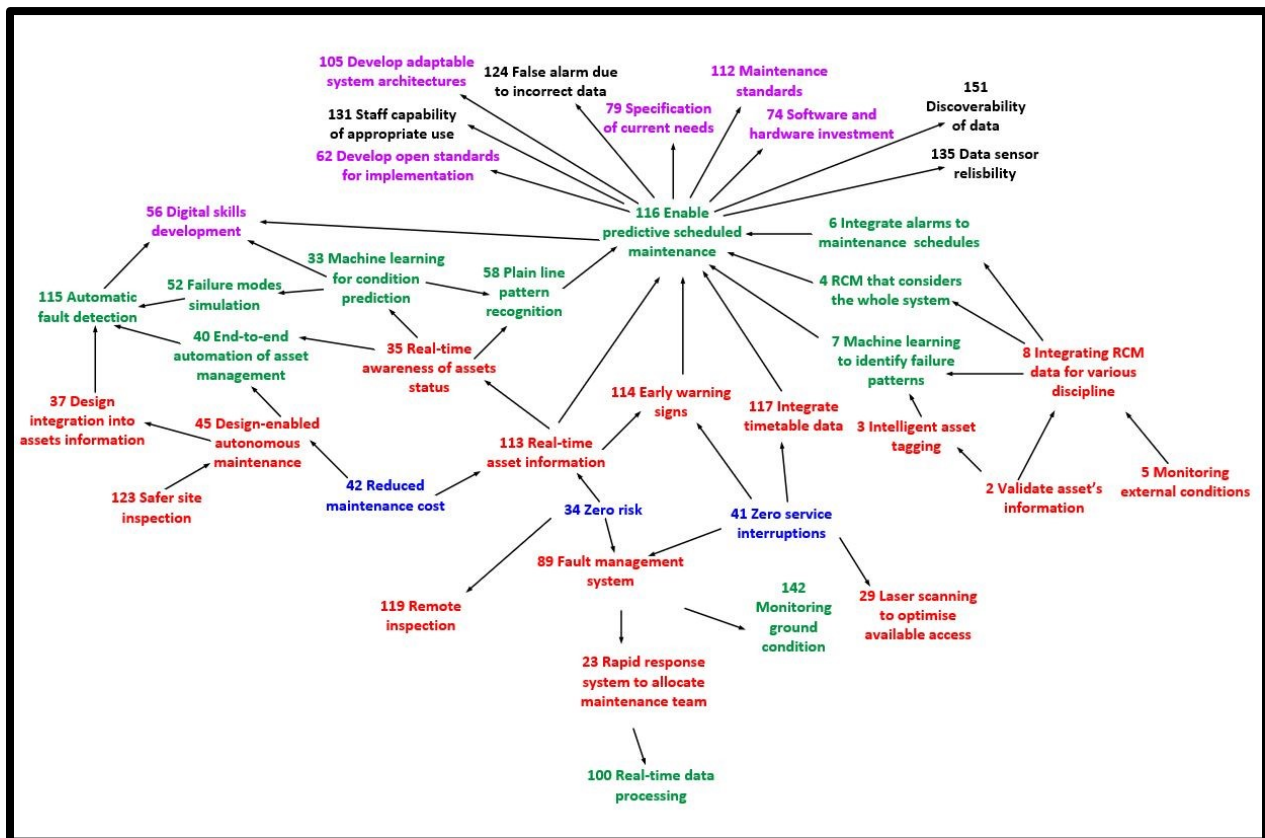 105 Develop adaptable
system architectures
124 False alarm due
to incorrect data
112 Maintenance
standards
151
Discoverability
of data
131 Staff capability
of appropriate use
79 Specification
of current needs
74 Software and
hardware investment
62 Develop open standards
for implementation
135 Data sensor
relisbility
56 Digital skills
development
116 Enable
predictive scheduled
maintenance
6 Integrate alarms to
maintenance schedules
33 Machine learning
for condition
prediction
58 Plain line
pattern
recognition
52 Failure modes
simulation
115 Automatic
fault detection
4 RCM that considers
the whole system
40 End-to-end
automation of asset
management
35 Real-time
awareness of assets
status
7 Machine learning
to identify failure
patterns
8 Integrating RCM
data for various
discipline
37 Design
integration into
assets information
45 Design-enabled
autonomous
maintenance
114 Early warning
signs
117 Integrate
timetable data
3 Intelligent asset
tagging
113 Real-time
asset information
123 Safer site
inspection
42 Reduced
maintenance cost
34 Zero risk
41 Zero service
interruptions
2 Validate asset's
information
5 Monitoring
external conditions
89 Fault management
system
119 Remote
inspection
142
Monitoring
ground
condition
29 Laser scanning
to optimise
available access
23 Rapid response
system to allocate
maintenance team
100 Real-time data
processing